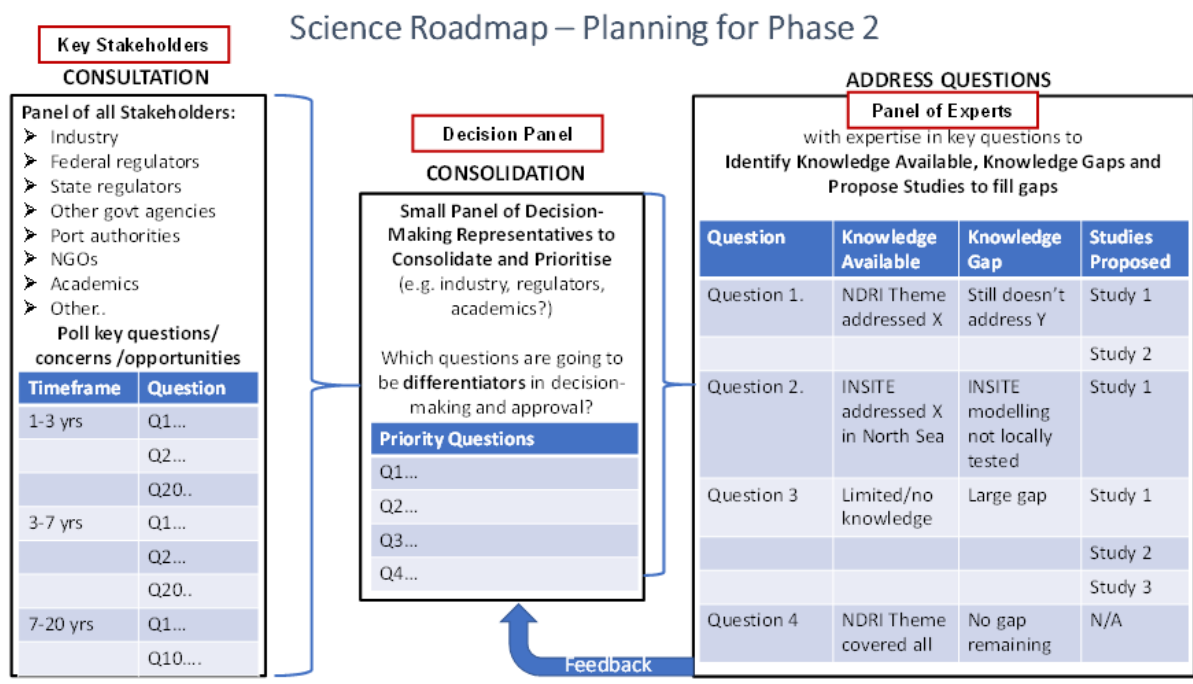 Science Roadmap – Planning for Phase 2
Key Stakeholders
CONSULTATION
Panel of all Stakeholders:
➢ Industry
➢ Federal regulators
➢ State regulators
➢ Other govt agencies
➢ Port authorities
➢ NGOs
➢ Academics
➢ Other..
Poll key questions/
concerns /opportunities
Timeframe Question
1-3 yrs Q1...
Q2...
Q20..
3-7 yrs Q1...
Q2...
Q20..
7-20 yrs Q1...
Q10....
Decision Panel
CONSOLIDATION
Small Panel of Decision-
Making Representatives to
Consolidate and Prioritise
(e.g. industry, regulators,
academics?)
Which questions are going to
be differentiators in decision-
making and approval?
Priority Questions
Q1...
Q2...
Q3...
Q4...
ADDRESS QUESTIONS
Panel of Experts
with expertise in key questions to
Identify Knowledge Available, Knowledge Gaps and
Propose Studies to fill gaps
Question Knowledge Knowledge Studies
Available Gap Proposed
Question 1. NDRI Theme Still doesn't Study 1
addressed X address Y
Study 2
Question 2. INSITE INSITE Study 1
addressed X modelling
in North Sea not locally
tested
Question 3 Limited/no Large gap Study 1
knowledge
Study 2
Study 3
Question 4 NDRI Theme No gap N/A
covered all remaining
Feedback